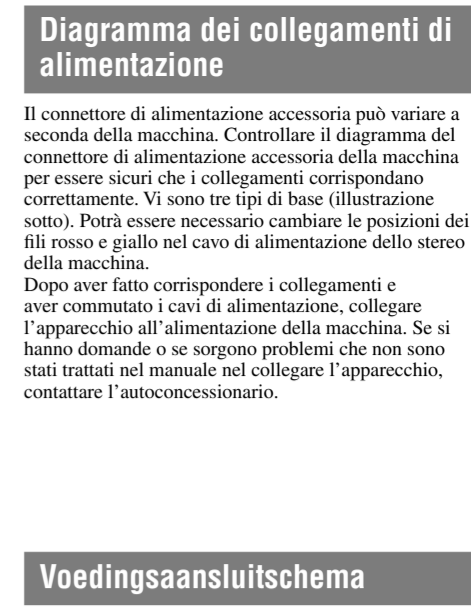 Diagramma dei collegamenti di
alimentazione
Il connettore di alimentazione accessoria può variare a
seconda della macchina. Controllare il diagramma del
connettore di alimentazione accessoria della macchina
per essere sicuri che i collegamenti corrispondano
correttamente. Vi sono tre tipi di base (illustrazione
sotto). Potrà essere necessario cambiare le posizioni dei
fili rosso e giallo nel cavo di alimentazione dello stereo
della macchina.
Dopo aver fatto corrispondere i collegamenti e
aver commutato i cavi di alimentazione, collegare
l’apparecchio all’alimentazione della macchina. Se si
hanno domande o se sorgono problemi che non sono
stati trattati nel manuale nel collegare l’apparecchio,
contattare l’autoconcessionario.
Voedingsaansluitschema